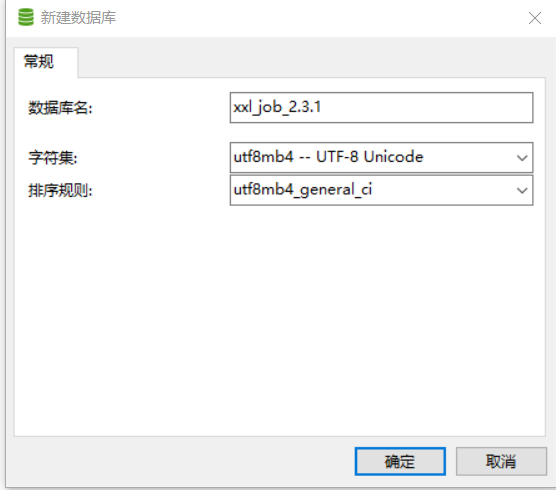 新建数据库
常规
数据库名: xxl_job_2.3.1
字符集: utf8mb4 -- UTF-8 Unicode
排序规则: utf8mb4_general_ci
确定 取消